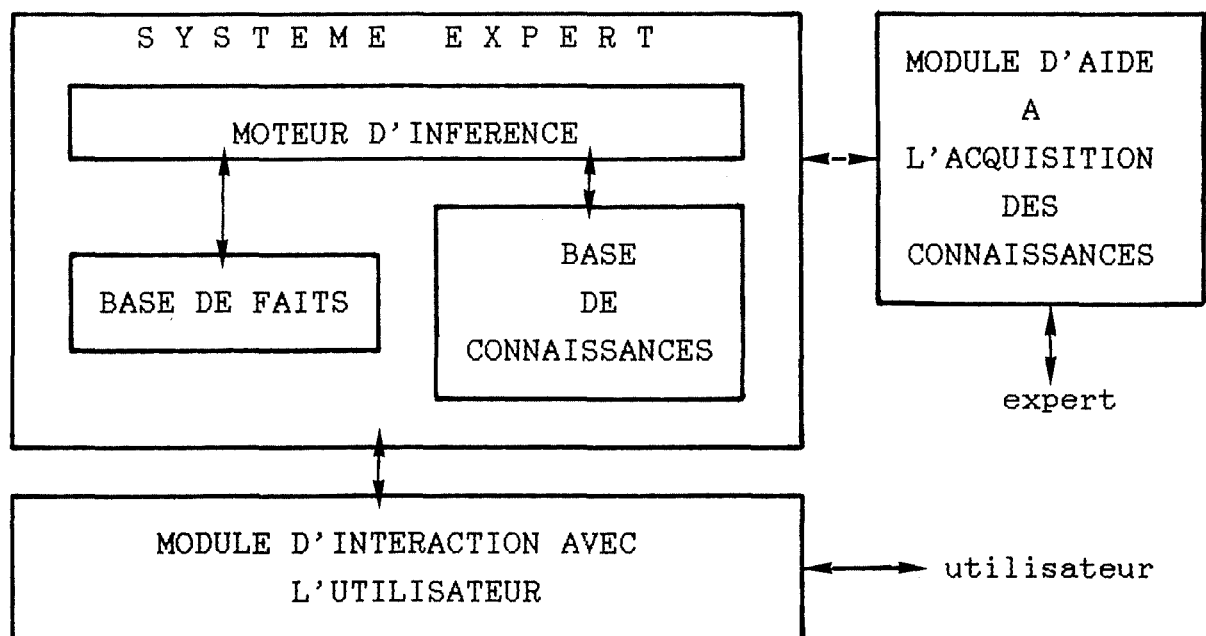 S Y S T E M E   E X P E R T
MOTEUR D'INFERENCE
BASE DE FAITS
BASE
DE
CONNAISSANCES
MODULE D'AIDE
A
L'ACQUISITION
DES
CONNAISSANCES
expert
MODULE D'INTERACTION AVEC
L'UTILISATEUR
utilisateur